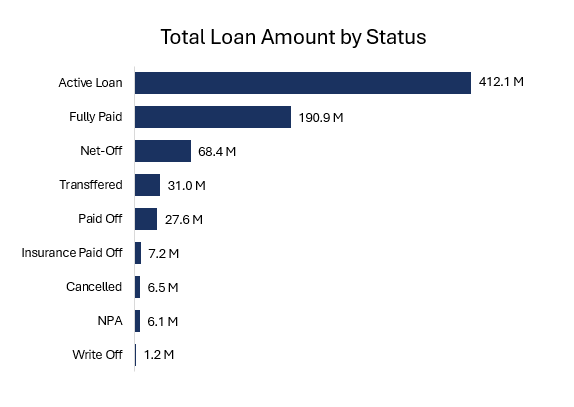 Total Loan Amount by Status
Active Loan 412.1 M
Fully Paid 190.9 M
Net-Off 68.4 M
Transffered 31.0 M
Paid Off 27.6 M
Insurance Paid Off 7.2 M
Cancelled 6.5 M
NPA 6.1 M
Write Off 1.2 M